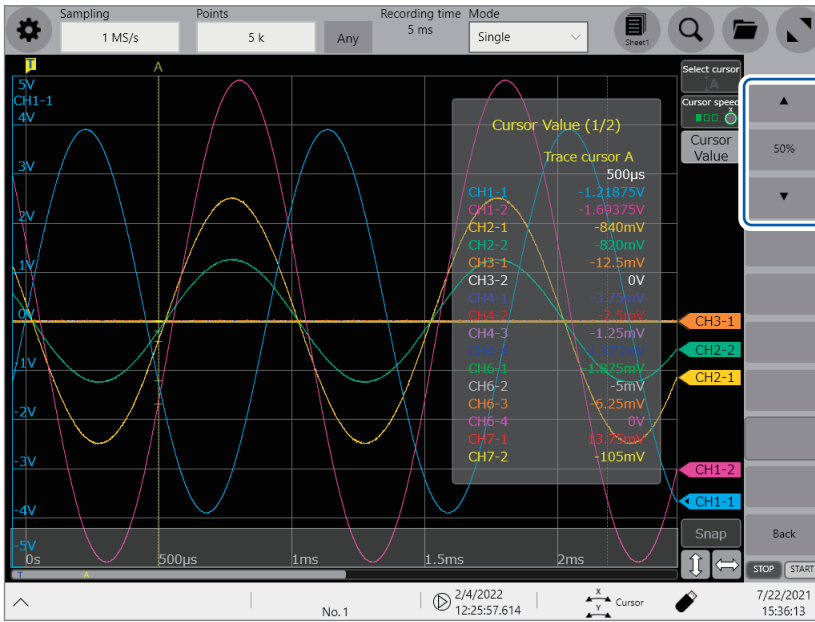 Sampling
1 MS/s
Points
5 k
Any
Recording time
5 ms
Mode
Single
Sheet1
T
A
5V
CH1-1
4V
3V
2V
1V
0V
-1V
-2V
-3V
-4V
-5V
0s
500µs
1ms
1.5ms
2ms
T
A
Cursor Value (1/2)
Trace cursor A
500µs
CH1-1 -1.21875V
CH1-2 -1.69375V
CH2-1 -840mV
CH2-2 -820mV
CH3-1 -12.5mV
CH3-2 0V
CH4-1 -3.75mV
CH4-2 -2.5mV
CH4-3 -1.25mV
CH6-1 -1.875mV
CH6-2 -5mV
CH6-3 -6.25mV
CH6-4 0V
CH7-1 13.75mV
CH7-2 -105mV
CH3-1
CH2-2
CH2-1
CH1-2
CH1-1
Select cursor
A
Cursor speed
X
Cursor
Value
Snap
50%
Back
STOP
START
No. 1
2/4/2022
12:25:57.614
X
Y
Cursor
7/22/2021
15:36:13